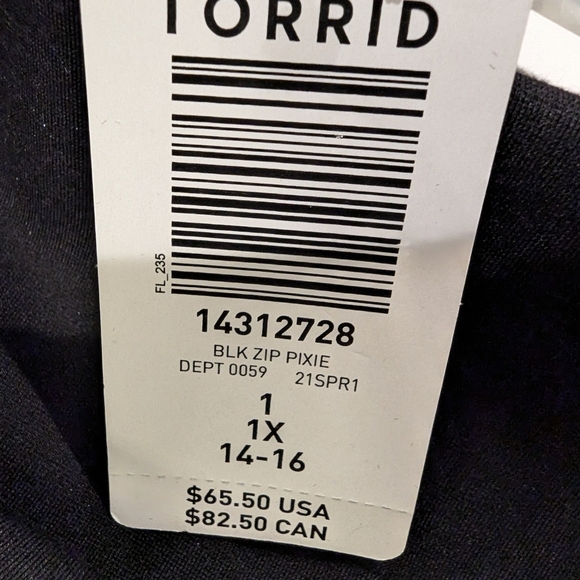 TORRID
FL_235
14312728
BLK ZIP PIXIE
DEPT 0059 21SPR1
1
1X
14-16
$65.50 USA
$82.50 CAN